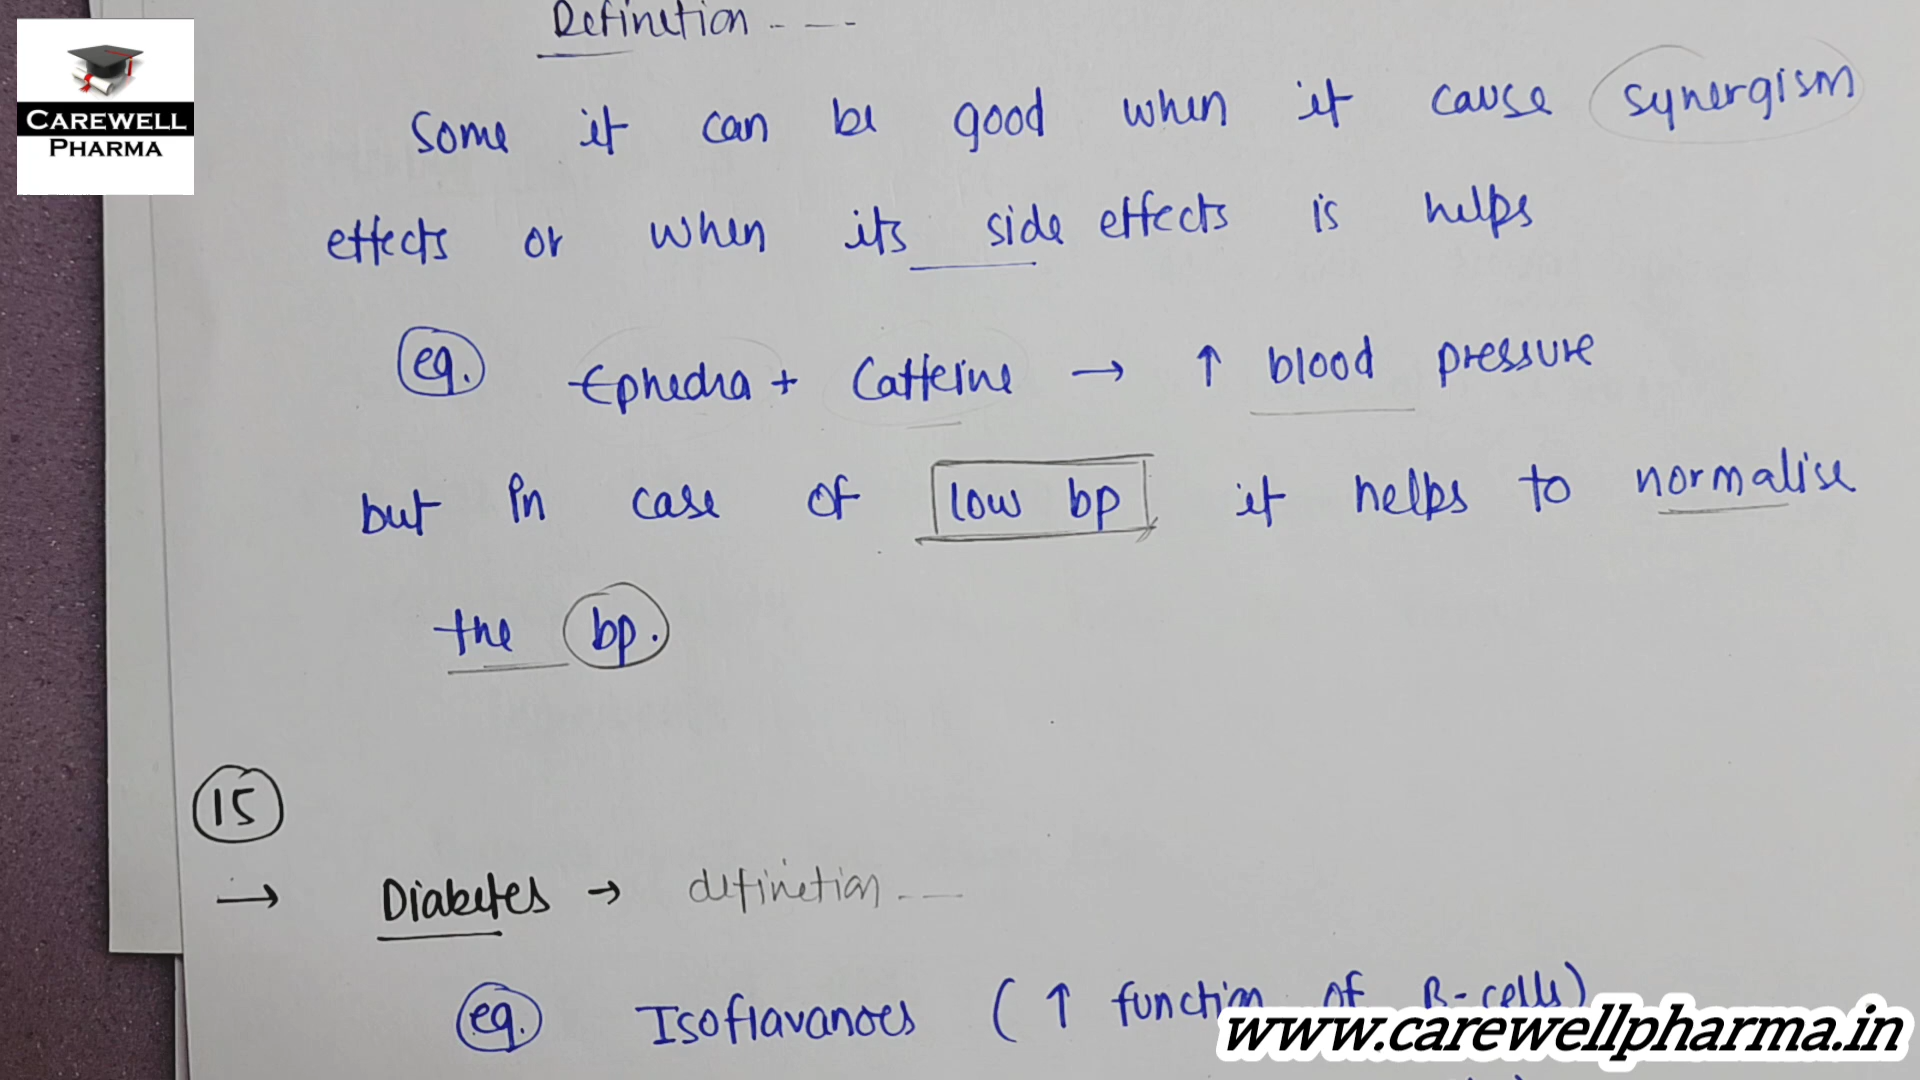 CAREWELL
PHARMA
Definetion ----
Some it can be good when it cause synergism
effects or when its side effects is helps
eg. Ephedra + Caffeine → ↑ blood pressure
but in case of low bp it helps to normalise
the bp.
15
→ Diabetes → definetion ----
eg. Isoflavanoes (↑ function of β-cells)
www.carewellpharma.in